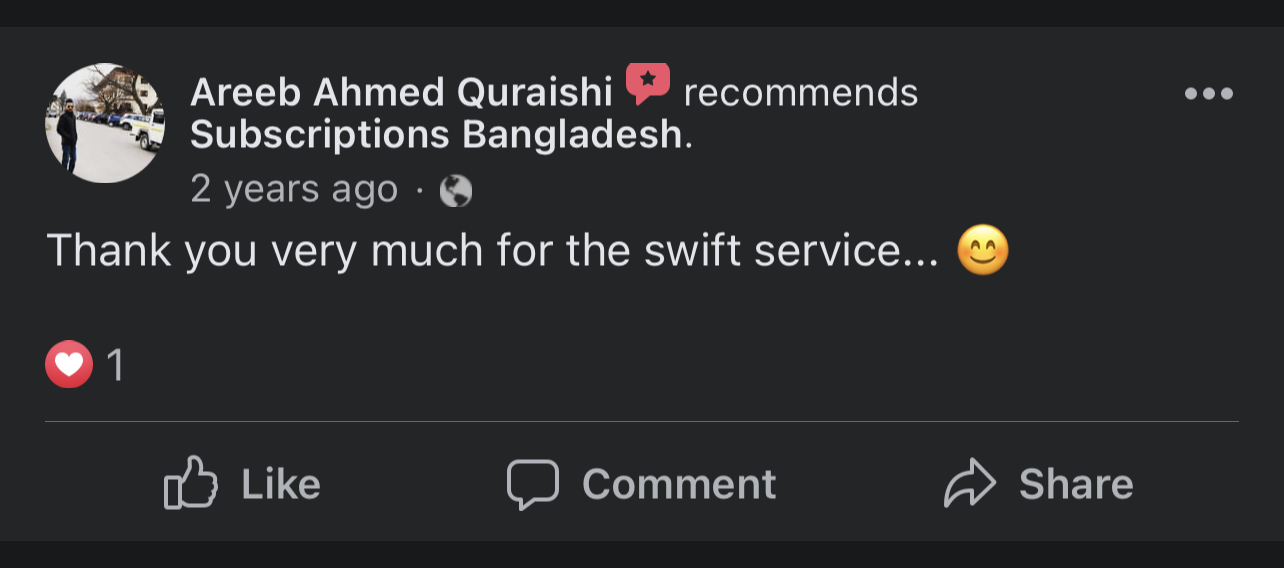 Areeb Ahmed Quraishi recommends
Subscriptions Bangladesh.
2 years ago ·
Thank you very much for the swift service... 😊
1
Like Comment Share